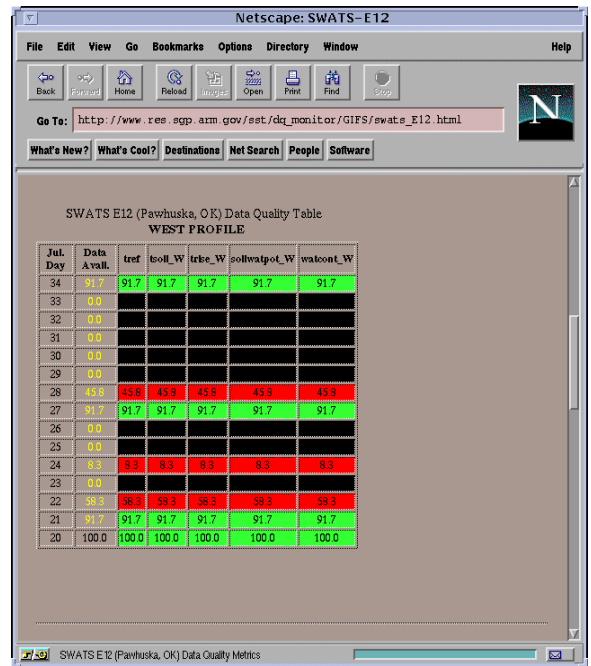 Netscape: SWATS-E12
File Edit View Go Bookmarks Options Directory Window Help
Back Forward Home Reload Images Open Print Find Stop
Go To: http://www.res.sgp.arm.gov/sst/dq_monitor/GIFS/swats_E12.html
N
What's New? What's Cool? Destinations Net Search People Software
SWATS E12 (Pawhuska, OK) Data Quality Table
WEST PROFILE
Jul. Day Data Avail. tref tsoil_W trise_W soilwatpot_W watcont_W
34 91.7 91.7 91.7 91.7 91.7 91.7
33 0.0
32 0.0
31 0.0
30 0.0
29 0.0
28 45.8 45.8 45.8 45.8 45.8 45.8
27 91.7 91.7 91.7 91.7 91.7 91.7
26 0.0
25 0.0
24 8.3 8.3 8.3 8.3 8.3 8.3
23 0.0
22 58.3 58.3 58.3 58.3 58.3 58.3
21 91.7 91.7 91.7 91.7 91.7 91.7
20 100.0 100.0 100.0 100.0 100.0 100.0
SWATS E12 (Pawhuska, OK) Data Quality Metrics